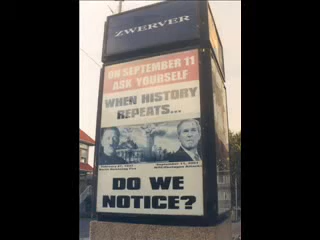 ZWERVER
ON SEPTEMBER 11
ASK YOURSELF
WHEN HISTORY
REPEATS...
DO WE
NOTICE?